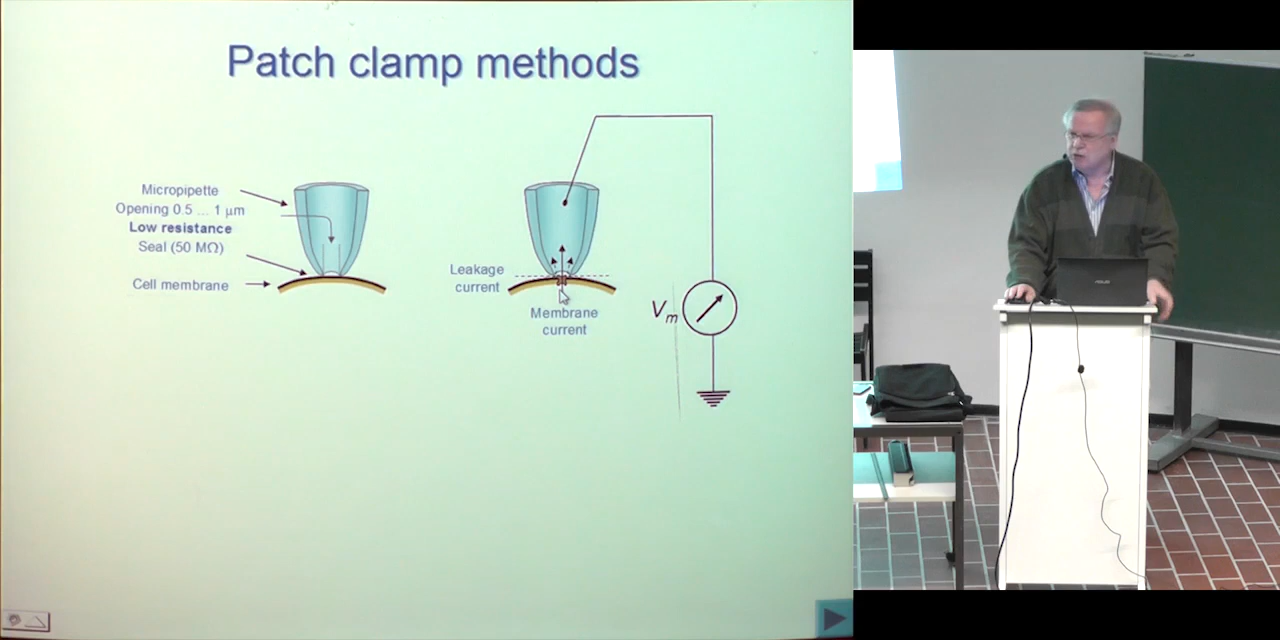 Patch clamp methods
Micropipette
Opening 0.5 ... 1 μm
Low resistance
Seal (50 MΩ)
Cell membrane
Leakage
current
Membrane
current
Vm
ASUS